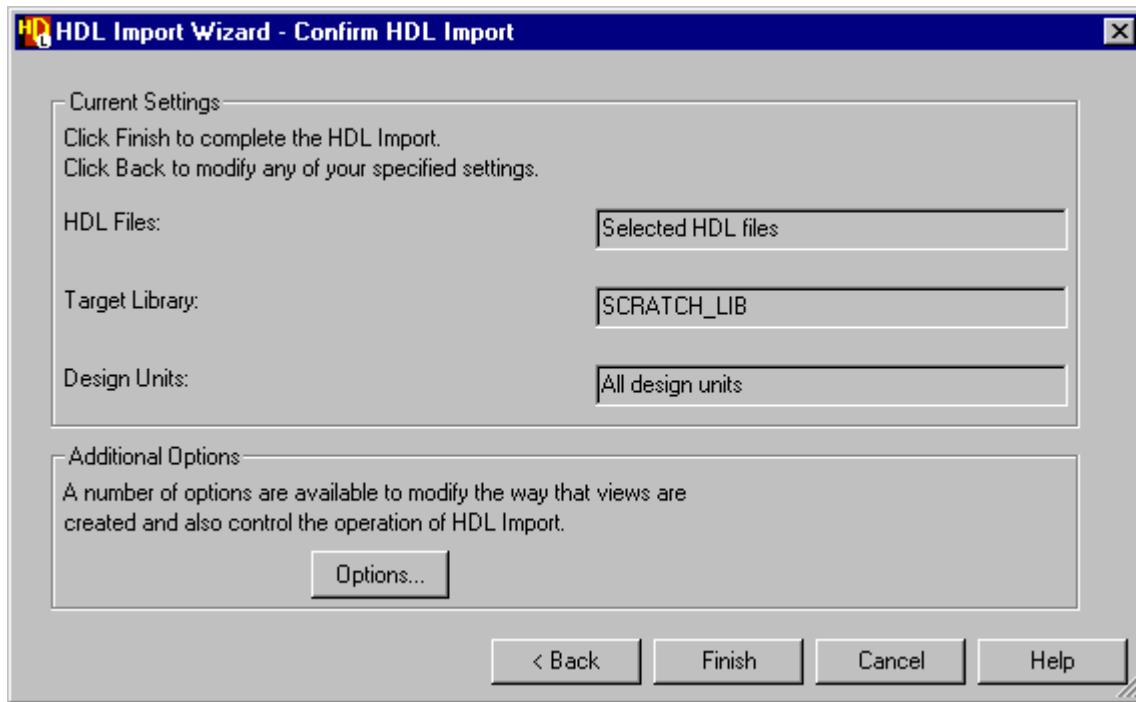 HDL Import Wizard - Confirm HDL Import
Current Settings
Click Finish to complete the HDL Import.
Click Back to modify any of your specified settings.
HDL Files:
Selected HDL files
Target Library:
SCRATCH_LIB
Design Units:
All design units
Additional Options
A number of options are available to modify the way that views are
created and also control the operation of HDL Import.
Options...
< Back
Finish
Cancel
Help